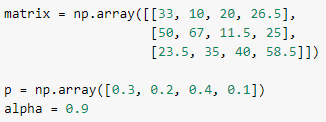 matrix = np.array([[33, 10, 20, 26.5],
                   [50, 67, 11.5, 25],
                   [23.5, 35, 40, 58.5]])
p = np.array([0.3, 0.2, 0.4, 0.1])
alpha = 0.9